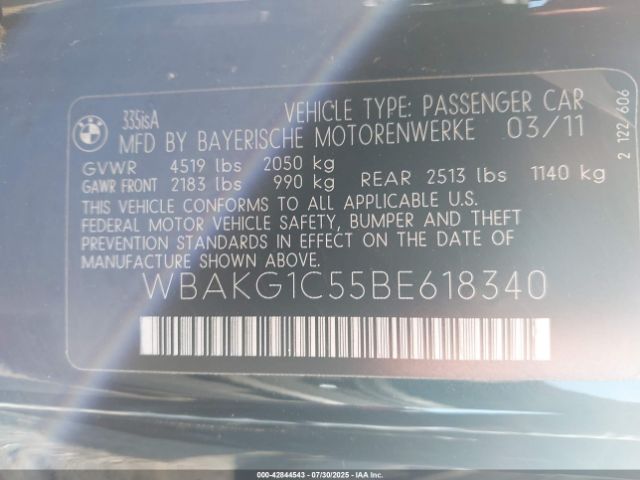 335isA VEHICLE TYPE: PASSENGER CAR
MFD BY BAYERISCHE MOTORENWERKE 03/11
GVWR 4519 lbs 2050 kg
GAWR FRONT 2183 lbs 990 kg REAR 2513 lbs 1140 kg
THIS VEHICLE CONFORMS TO ALL APPLICABLE U.S.
FEDERAL MOTOR VEHICLE SAFETY, BUMPER AND THEFT
PREVENTION STANDARDS IN EFFECT ON THE DATE OF
MANUFACTURE SHOWN ABOVE.
WBAKG1C55BE618340
2 122 606
BMW
000-42844543 - 07/30/2025 - COPYRIGHT © IAA